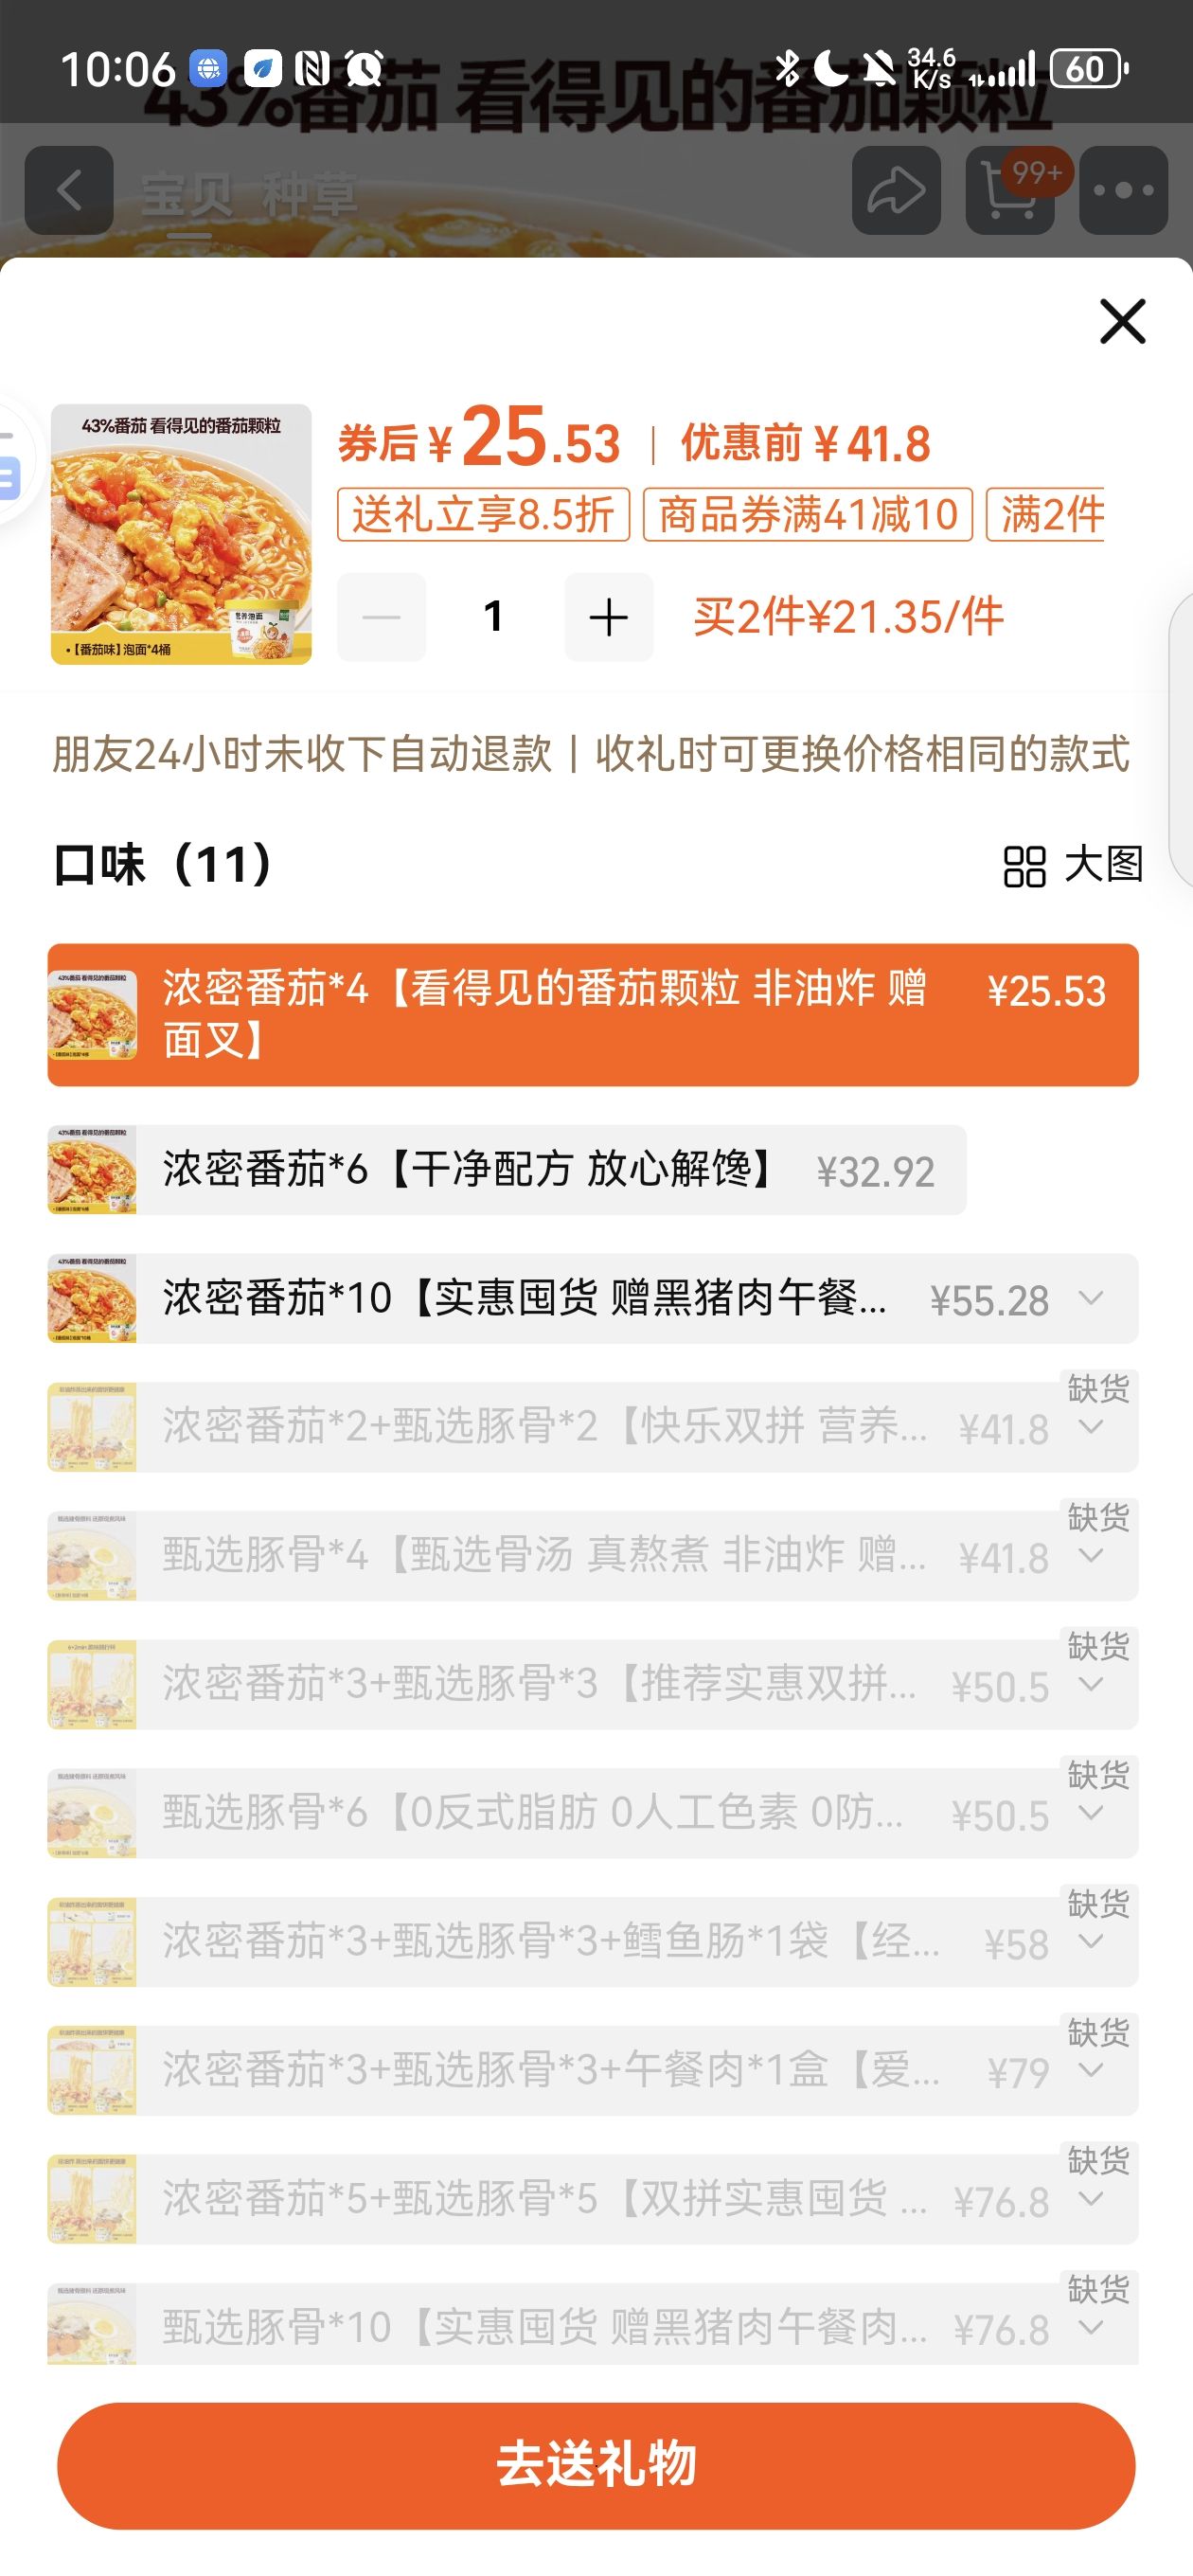 10:06
34.6
K/s
60
43%番茄 看得见的番茄颗粒
宝贝 种草
99+
43%番茄 看得见的番茄颗粒
营养泡面
•【番茄味】泡面*4桶
券后 ¥25.53 | 优惠前 ¥41.8
送礼立享8.5折 商品券满41减10 满2件
1
买2件¥21.35/件
朋友24小时未收下自动退款 | 收礼时可更换价格相同的款式
口味（11）
大图
浓密番茄*4【看得见的番茄颗粒 非油炸 赠 ¥25.53
面叉】
浓密番茄*6【干净配方 放心解馋】 ¥32.92
浓密番茄*10【实惠囤货 赠黑猪肉午餐... ¥55.28
缺货
浓密番茄*2+甄选豚骨*2【快乐双拼 营养... ¥41.8
缺货
甄选豚骨*4【甄选骨汤 真熬煮 非油炸 赠... ¥41.8
缺货
浓密番茄*3+甄选豚骨*3【推荐实惠双拼... ¥50.5
缺货
甄选豚骨*6【0反式脂肪 0人工色素 0防... ¥50.5
缺货
浓密番茄*3+甄选豚骨*3+鳕鱼肠*1袋【经... ¥58
缺货
浓密番茄*3+甄选豚骨*3+午餐肉*1盒【爱... ¥79
缺货
浓密番茄*5+甄选豚骨*5【双拼实惠囤货 ... ¥76.8
缺货
甄选豚骨*10【实惠囤货 赠黑猪肉午餐肉... ¥76.8
去送礼物